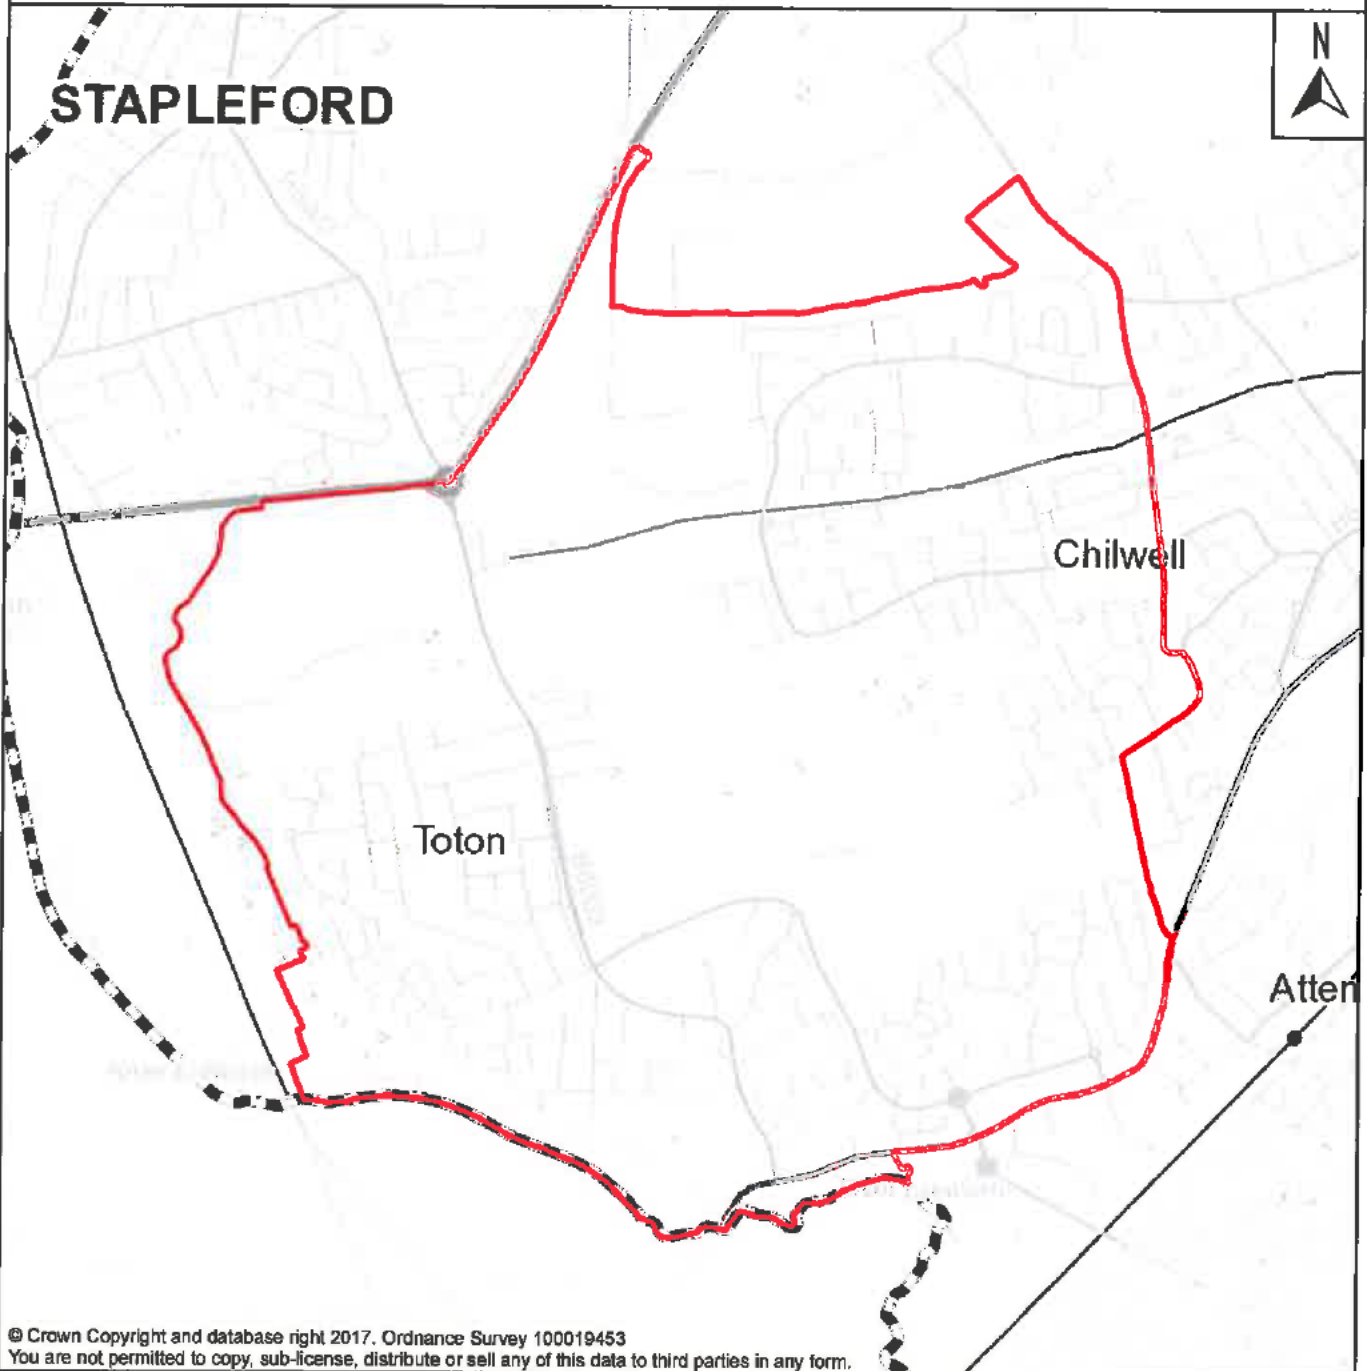 N
STAPLEFORD
Chilwell
Toton
Atten
© Crown Copyright and database right 2017. Ordnance Survey 100019453
You are not permitted to copy, sub-license, distribute or sell any of this data to third parties in any form.